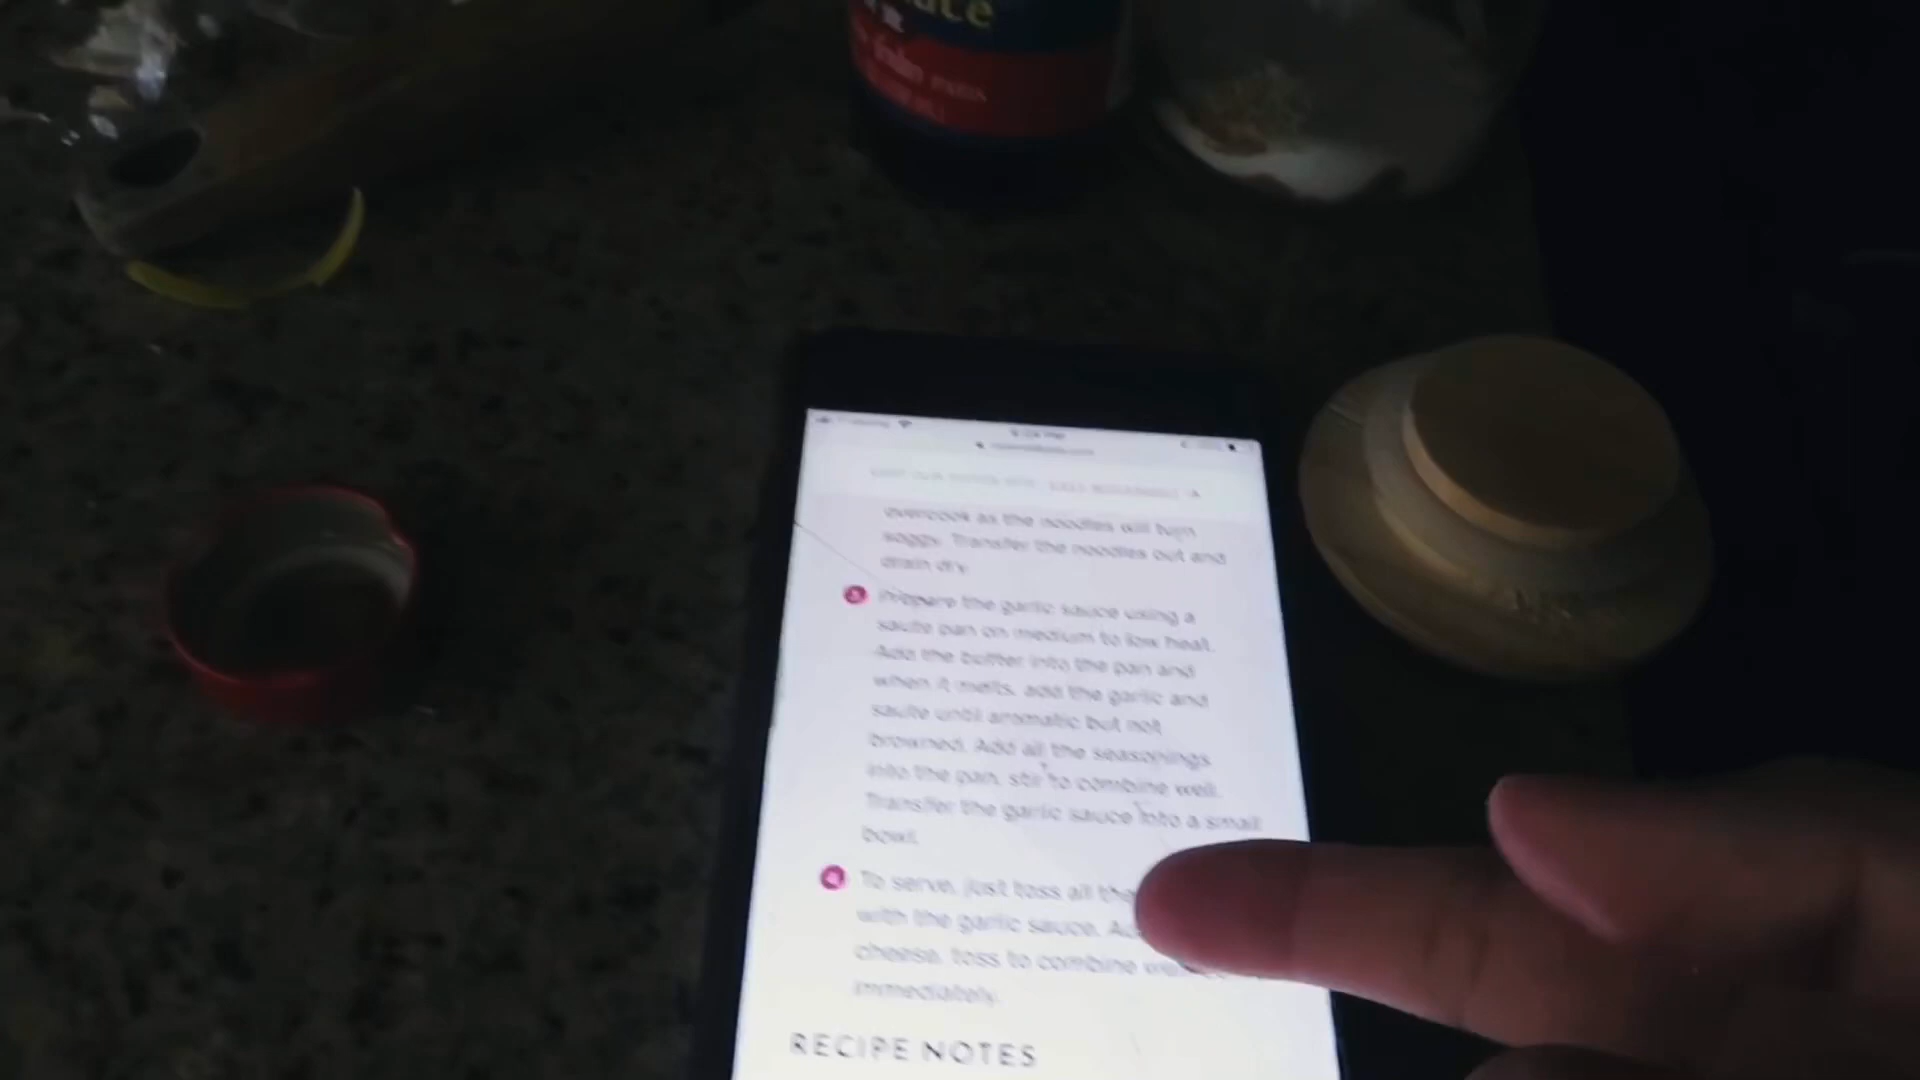 overcook as the noodles will turn
soggy. Transfer the noodles out and
drain dry.
3 Prepare the garlic sauce using a
saute pan on medium to low heat.
Add the butter into the pan and
when it melts, add the garlic and
saute until aromatic but not
browned. Add all the seasonings
into the pan, stir to combine well.
Transfer the garlic sauce into a small
bowl.
4 To serve, just toss all the
with the garlic sauce.
cheese, toss to combine
immediately.
RECIPE NOTES